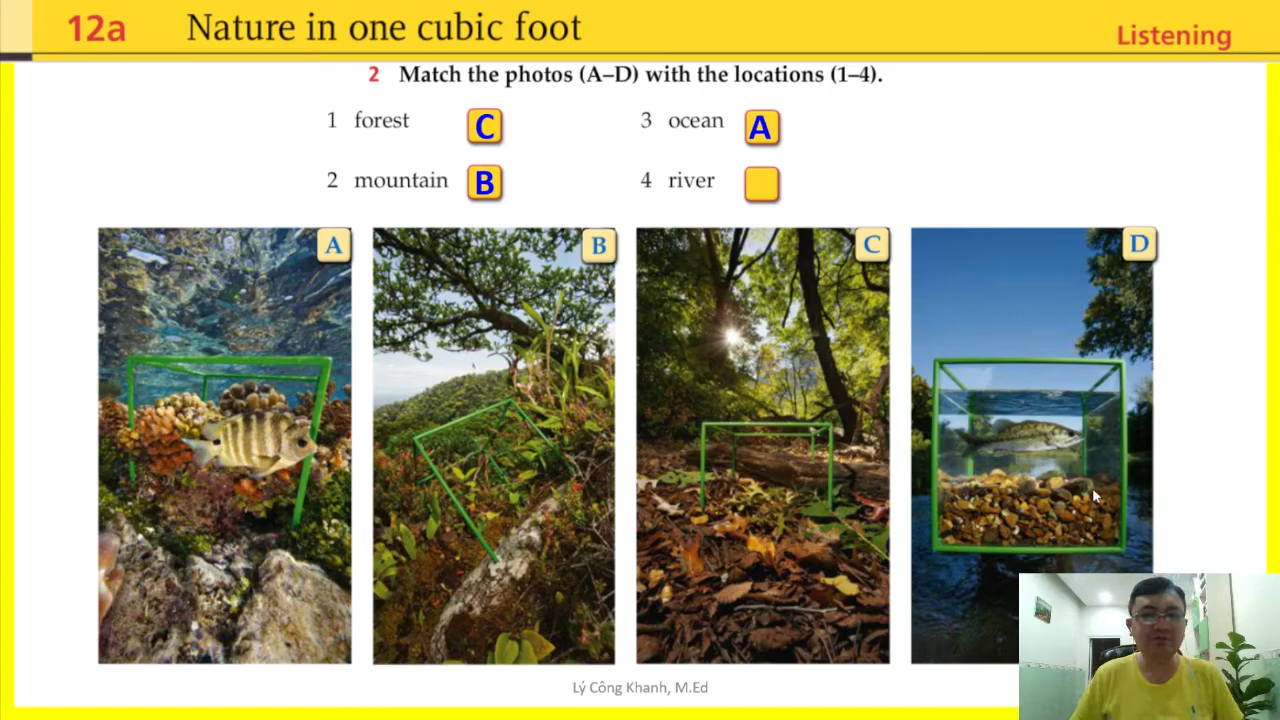 12a Nature in one cubic foot Listening
2 Match the photos (A–D) with the locations (1–4).
1 forest C 3 ocean A
2 mountain B 4 river
A B C D
Lý Công Khanh, M.Ed